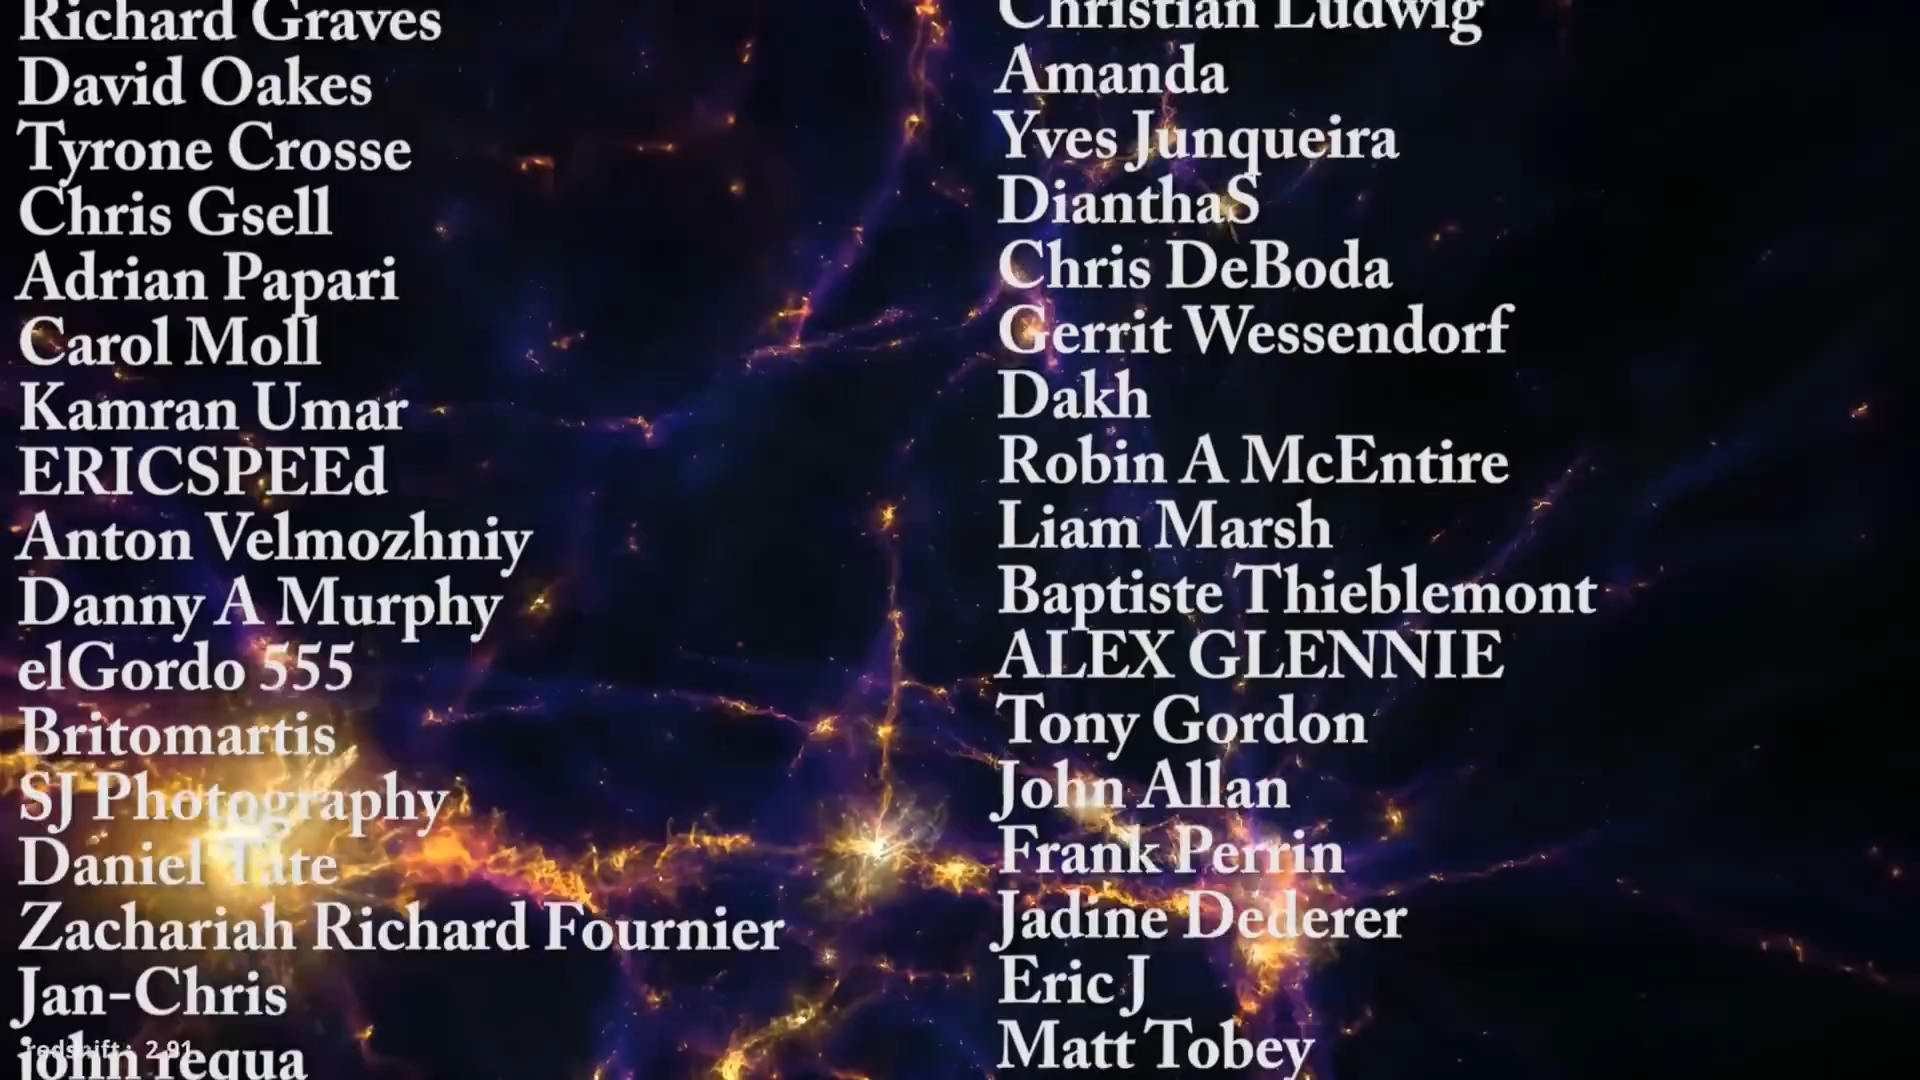 Richard Graves
David Oakes
Tyrone Crosse
Chris Gsell
Adrian Papari
Carol Moll
Kamran Umar
ERICSPEEd
Anton Velmozhniy
Danny A Murphy
elGordo 555
Britomartis
SJ Photography
Daniel Tate
Zachariah Richard Fournier
Jan-Chris
john requa
redshift: 2.91
Christian Ludwig
Amanda
Yves Junqueira
DianthaS
Chris DeBoda
Gerrit Wessendorf
Dakh
Robin A McEntire
Liam Marsh
Baptiste Thieblemont
ALEX GLENNIE
Tony Gordon
John Allan
Frank Perrin
Jadine Dederer
Eric J
Matt Tobey